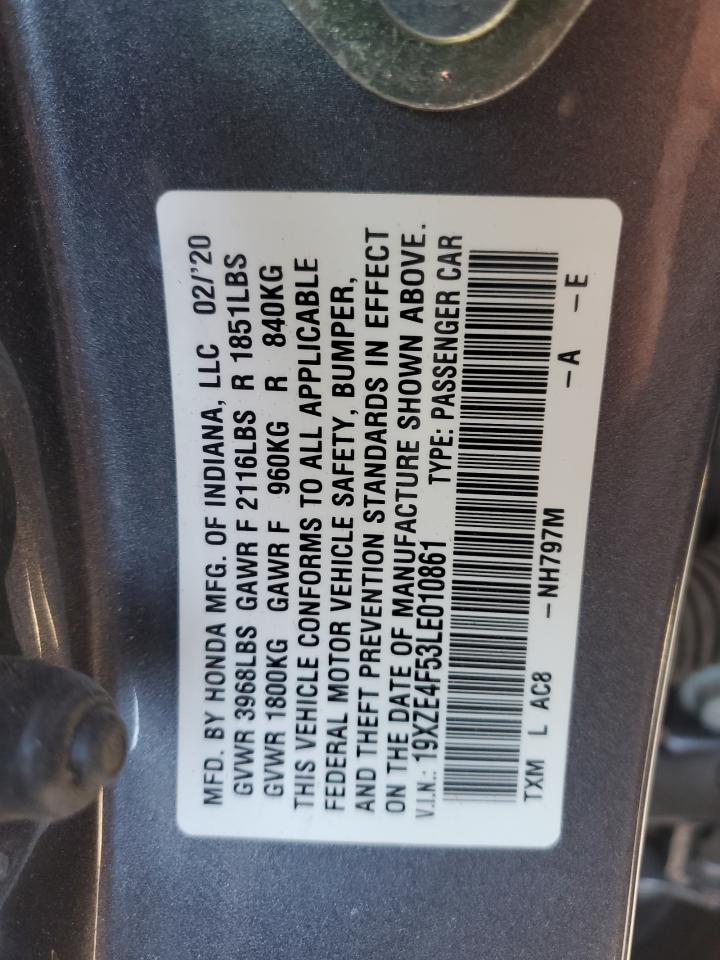 MFD. BY HONDA MFG. OF INDIANA, LLC 02/'20
GVWR 3968LBS GAWR F 2116LBS R 1851LBS
GVWR 1800KG GAWR F 960KG R 840KG
THIS VEHICLE CONFORMS TO ALL APPLICABLE
FEDERAL MOTOR VEHICLE SAFETY, BUMPER,
AND THEFT PREVENTION STANDARDS IN EFFECT
ON THE DATE OF MANUFACTURE SHOWN ABOVE.
V.I.N.: 19XZE4F53LE010861 TYPE: PASSENGER CAR
TXM L AC8 –NH797M –A –E